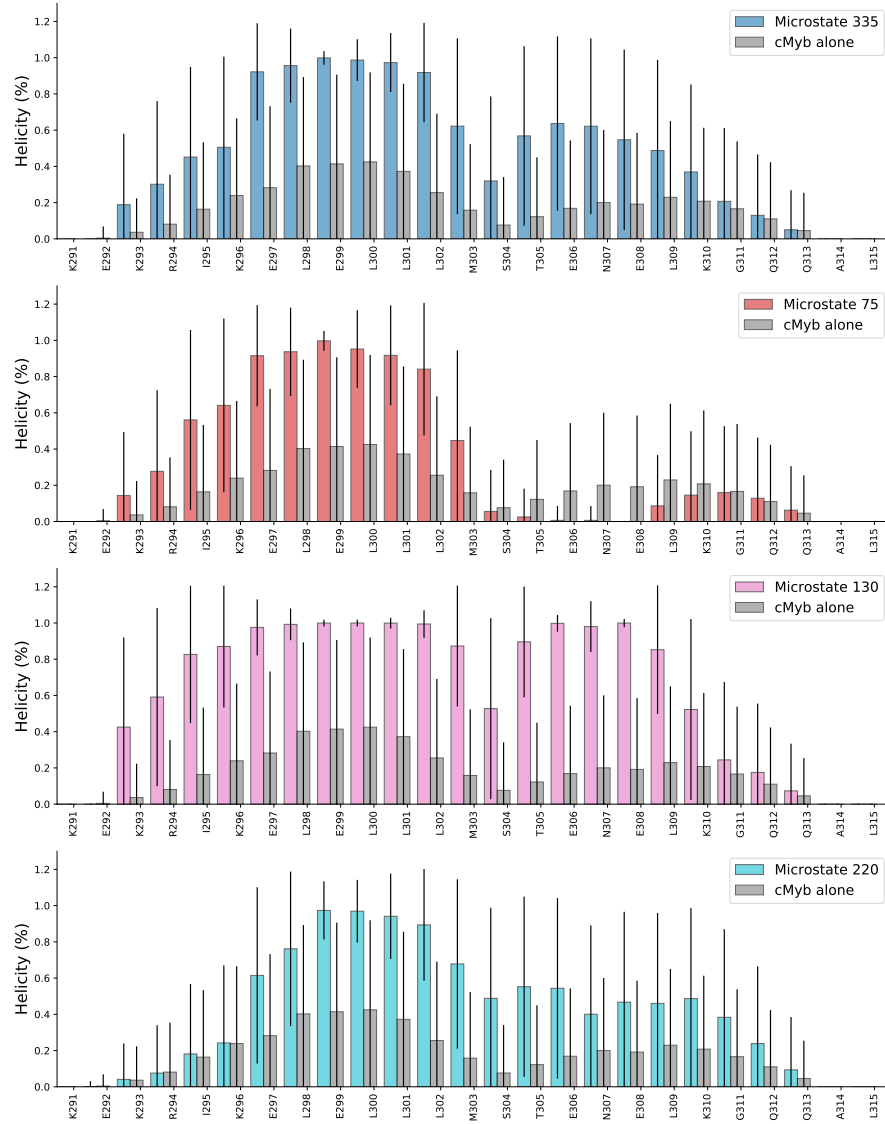 Microstate 335
cMyb alone
Helicity (%)
1.2
1.0
0.8
0.6
0.4
0.2
0.0
K291 E292 K293 R294 I295 K296 E297 L298 E299 L300 L301 L302 M303 S304 T305 E306 N307 E308 L309 K310 G311 Q312 Q313 A314 L315
Microstate 75
cMyb alone
Helicity (%)
1.2
1.0
0.8
0.6
0.4
0.2
0.0
K291 E292 K293 R294 I295 K296 E297 L298 E299 L300 L301 L302 M303 S304 T305 E306 N307 E308 L309 K310 G311 Q312 Q313 A314 L315
Microstate 130
cMyb alone
Helicity (%)
1.2
1.0
0.8
0.6
0.4
0.2
0.0
K291 E292 K293 R294 I295 K296 E297 L298 E299 L300 L301 L302 M303 S304 T305 E306 N307 E308 L309 K310 G311 Q312 Q313 A314 L315
Microstate 220
cMyb alone
Helicity (%)
1.2
1.0
0.8
0.6
0.4
0.2
0.0
K291 E292 K293 R294 I295 K296 E297 L298 E299 L300 L301 L302 M303 S304 T305 E306 N307 E308 L309 K310 G311 Q312 Q313 A314 L315